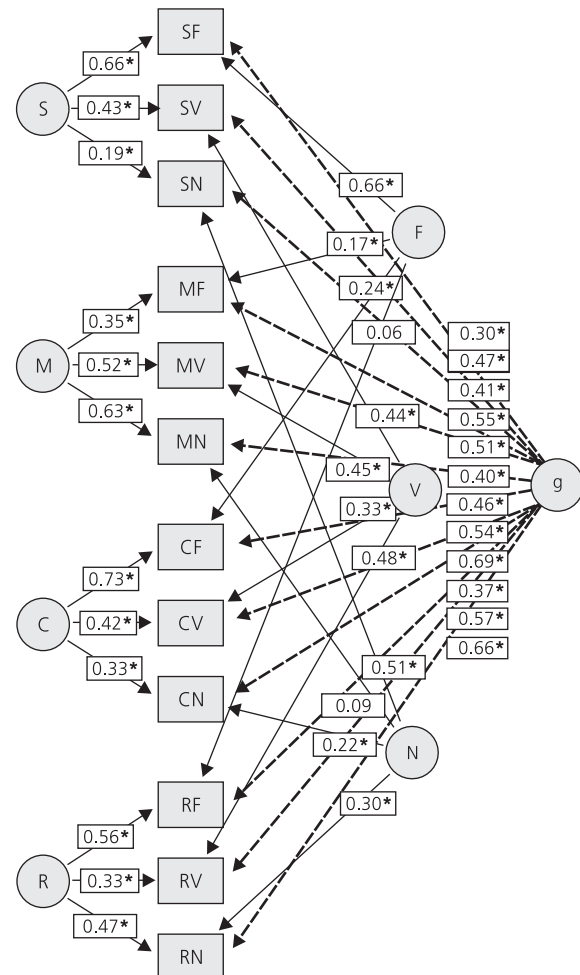 SF
0.66*
S
0.43*
SV
0.19*
SN
0.66*
F
0.17*
MF
0.24*
0.35*
0.06
0.30*
M
0.52*
MV
0.47*
0.41*
0.63*
0.44*
0.55*
MN
0.51*
0.45*
0.40*
g
V
0.46*
0.33*
0.54*
CF
0.48*
0.69*
0.73*
0.37*
C
0.42*
CV
0.57*
0.33*
0.66*
0.51*
CN
0.09
0.22*
N
RF
0.30*
0.56*
R
0.33*
RV
0.47*
RN